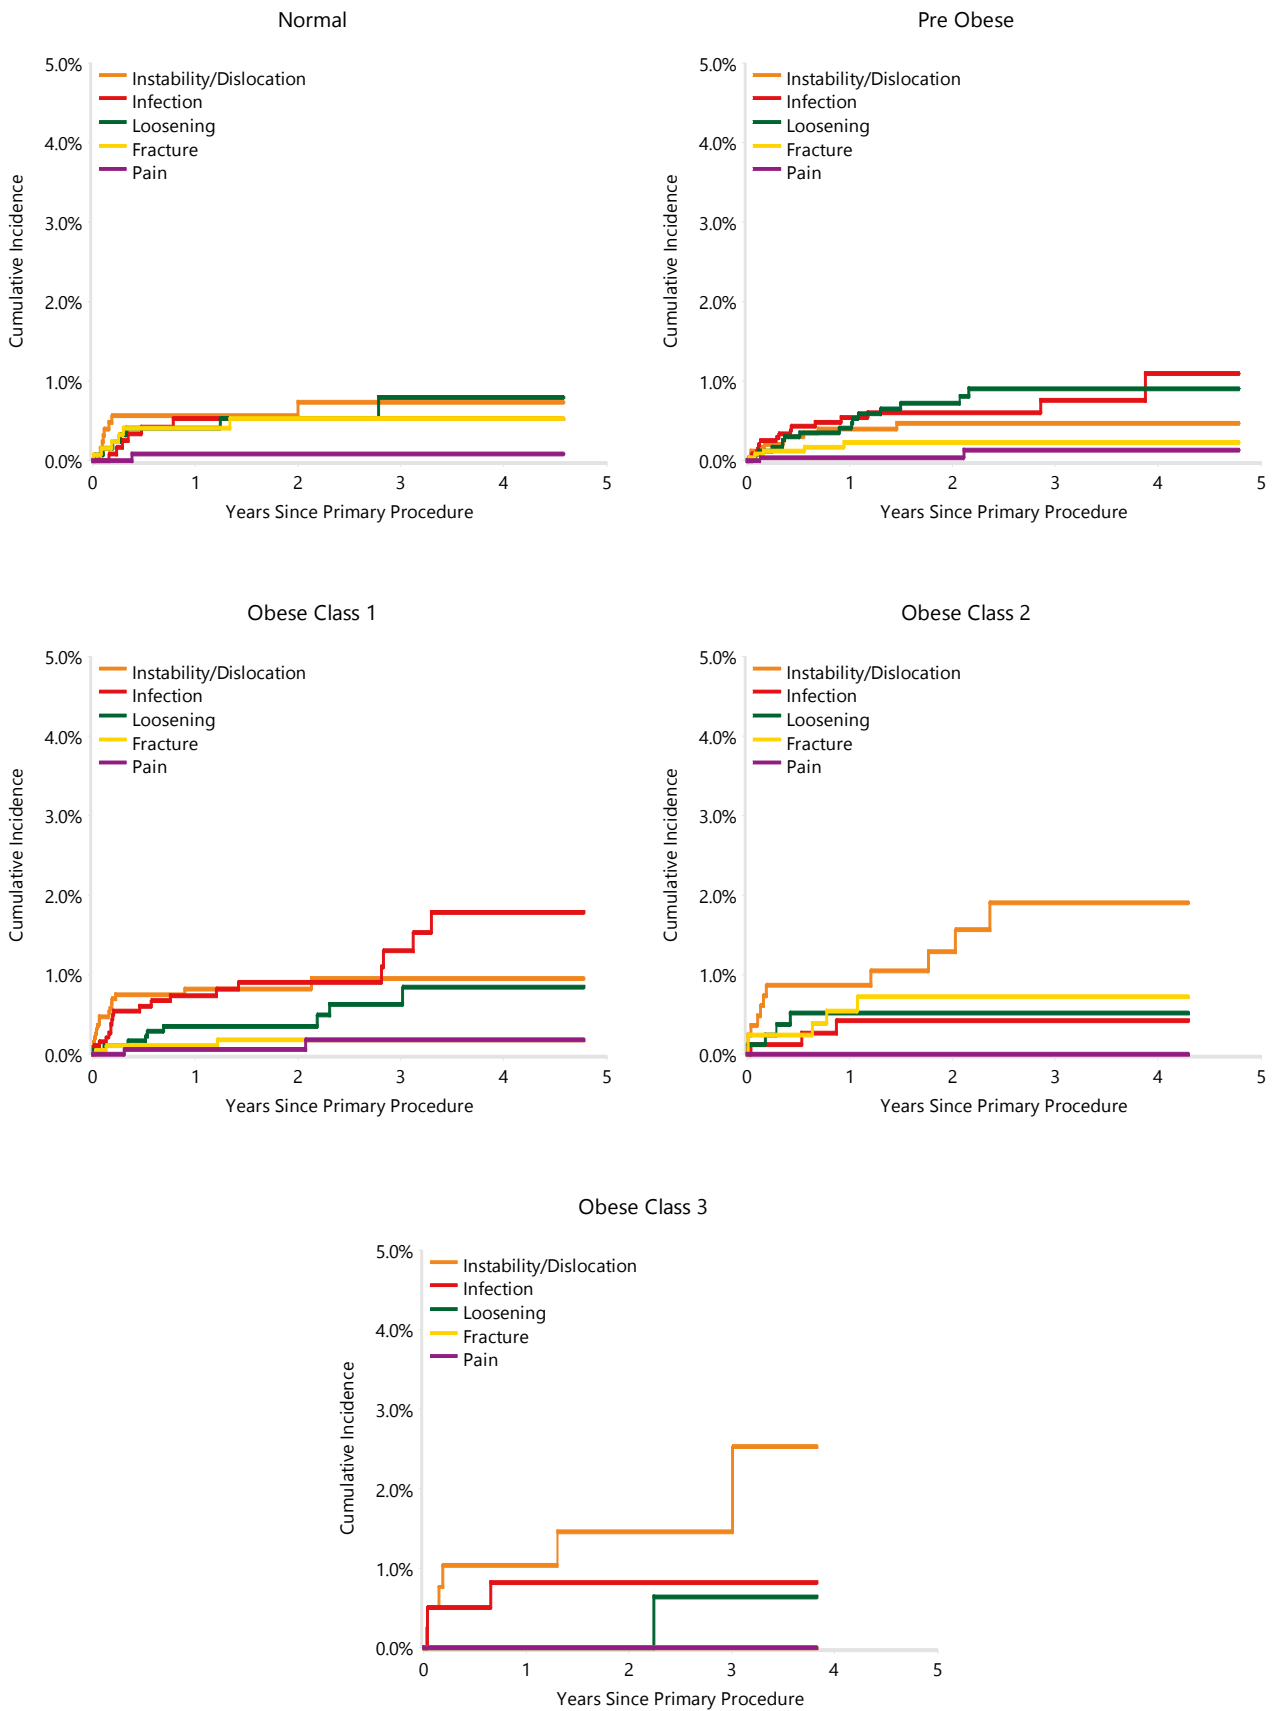 Normal
5.0%
4.0%
3.0%
2.0%
1.0%
0.0%
Cumulative Incidence
Instability/Dislocation
Infection
Loosening
Fracture
Pain
0 1 2 3 4 5
Years Since Primary Procedure
Pre Obese
5.0%
4.0%
3.0%
2.0%
1.0%
0.0%
Cumulative Incidence
Instability/Dislocation
Infection
Loosening
Fracture
Pain
0 1 2 3 4 5
Years Since Primary Procedure
Obese Class 1
5.0%
4.0%
3.0%
2.0%
1.0%
0.0%
Cumulative Incidence
Instability/Dislocation
Infection
Loosening
Fracture
Pain
0 1 2 3 4 5
Years Since Primary Procedure
Obese Class 2
5.0%
4.0%
3.0%
2.0%
1.0%
0.0%
Cumulative Incidence
Instability/Dislocation
Infection
Loosening
Fracture
Pain
0 1 2 3 4 5
Years Since Primary Procedure
Obese Class 3
5.0%
4.0%
3.0%
2.0%
1.0%
0.0%
Cumulative Incidence
Instability/Dislocation
Infection
Loosening
Fracture
Pain
0 1 2 3 4 5
Years Since Primary Procedure